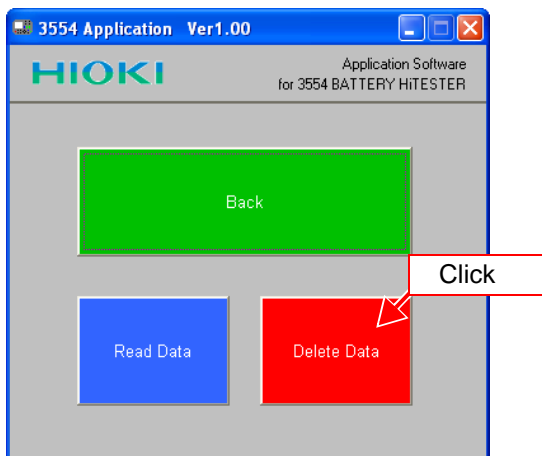 3554 Application Ver1.00
HIOKI
Application Software
for 3554 BATTERY HiTESTER
Back
Click
Read Data
Delete Data